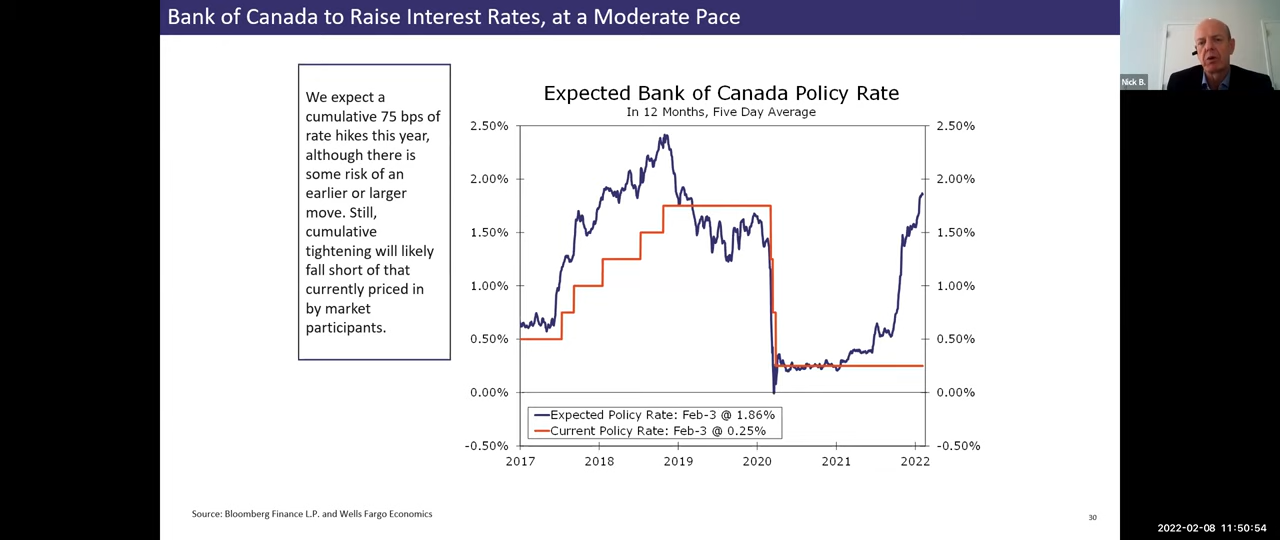 Bank of Canada to Raise Interest Rates, at a Moderate Pace
Nick B.
We expect a
cumulative 75 bps of
rate hikes this year,
although there is
some risk of an
earlier or larger
move. Still,
cumulative
tightening will likely
fall short of that
currently priced in
by market
participants.
Expected Bank of Canada Policy Rate
In 12 Months, Five Day Average
2.50% 2.50%
2.00% 2.00%
1.50% 1.50%
1.00% 1.00%
0.50% 0.50%
0.00% 0.00%
Expected Policy Rate: Feb-3 @ 1.86%
Current Policy Rate: Feb-3 @ 0.25%
-0.50% -0.50%
2017 2018 2019 2020 2021 2022
Source: Bloomberg Finance L.P. and Wells Fargo Economics
30
2022-02-08 11:50:54